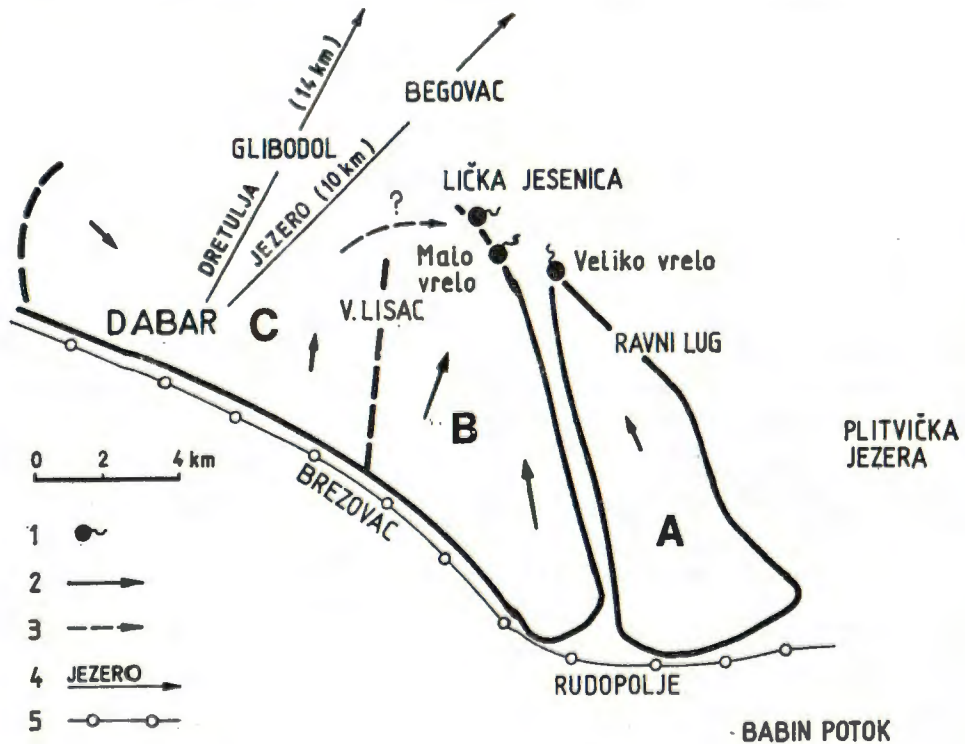 (14 km)
BEGOVAC
GLIBODOL
DRETULJA
JEZERO (10 km)
LIČKA JESENICA
?
Malo
vrelo
Veliko vrelo
DABAR
C
V. LISAC
RAVNI LUG
B
PLITVIČKA
JEZERA
0 2 4 km
BREZOVAC
A
1
2
3
4 JEZERO
5
RUDOPOLJE
BABIN POTOK